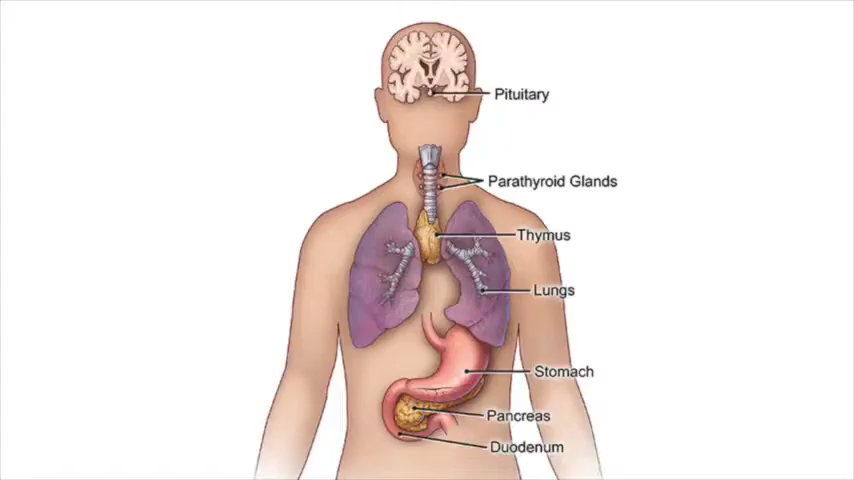 Pituitary
Parathyroid Glands
Thymus
Lungs
Stomach
Pancreas
Duodenum